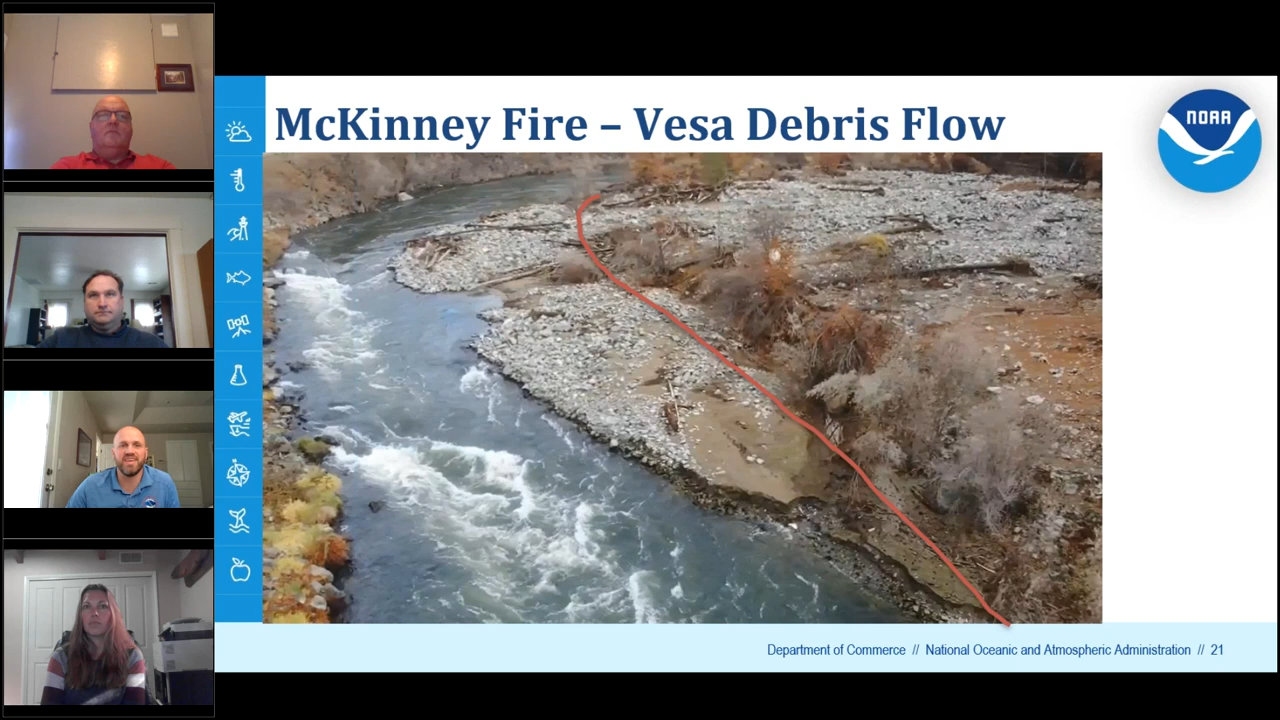 McKinney Fire – Vesa Debris Flow
NOAA
Department of Commerce // National Oceanic and Atmospheric Administration // 21